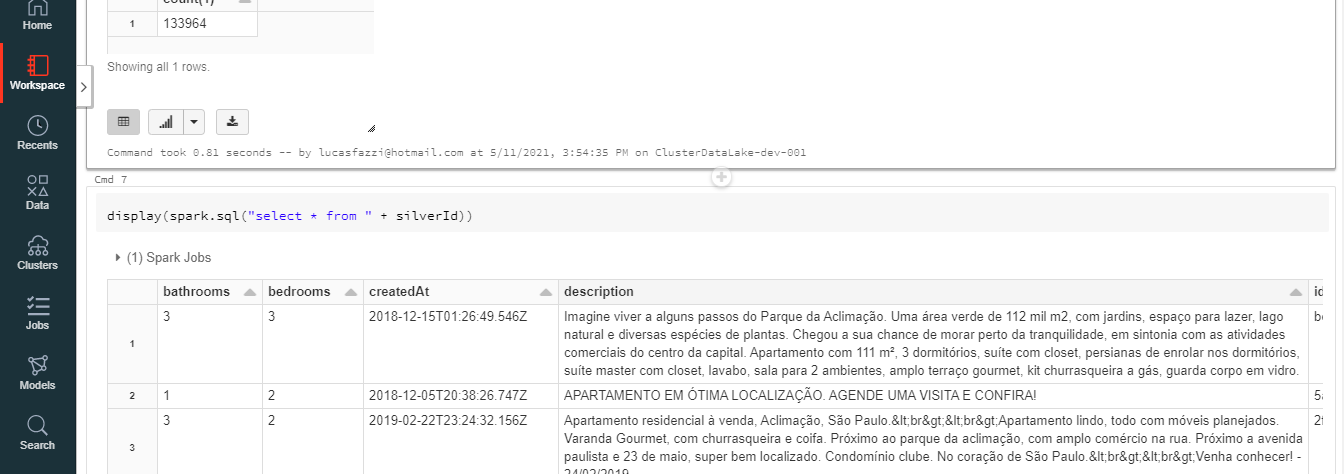 Home
Workspace
Recents
Data
Clusters
Jobs
Models
Search
count(1)
1 133964
Showing all 1 rows.
Command took 0.81 seconds -- by lucasfazzi@hotmail.com at 5/11/2021, 3:54:35 PM on ClusterDataLake-dev-001
Cmd 7
display(spark.sql("select * from " + silverId))
(1) Spark Jobs
bathrooms bedrooms createdAt description id
1 3 3 2018-12-15T01:26:49.546Z Imagine viver a alguns passos do Parque da Aclimação. Uma área verde de 112 mil m2, com jardins, espaço para lazer, lago
natural e diversas espécies de plantas. Chegou a sua chance de morar perto da tranquilidade, em sintonia com as atividades
comerciais do centro da capital. Apartamento com 111 m², 3 dormitórios, suíte com closet, persianas de enrolar nos dormitórios,
suíte master com closet, lavabo, sala para 2 ambientes, amplo terraço gourmet, kit churrasqueira a gás, guarda corpo em vidro.
2 1 2 2018-12-05T20:38:26.747Z APARTAMENTO EM ÓTIMA LOCALIZAÇÃO. AGENDE UMA VISITA E CONFIRA!
3 3 2 2019-02-22T23:24:32.156Z Apartamento residencial à venda, Aclimação, São Paulo.&lt;br&gt;&lt;br&gt;Apartamento lindo, todo com móveis planejados.
Varanda Gourmet, com churrasqueira e coifa. Próximo ao parque da aclimação, com amplo comércio na rua. Próximo a avenida
paulista e 23 de maio, super bem localizado. Condomínio clube. No coração de São Paulo.&lt;br&gt;&lt;br&gt;Venha conhecer! -
24/02/2019